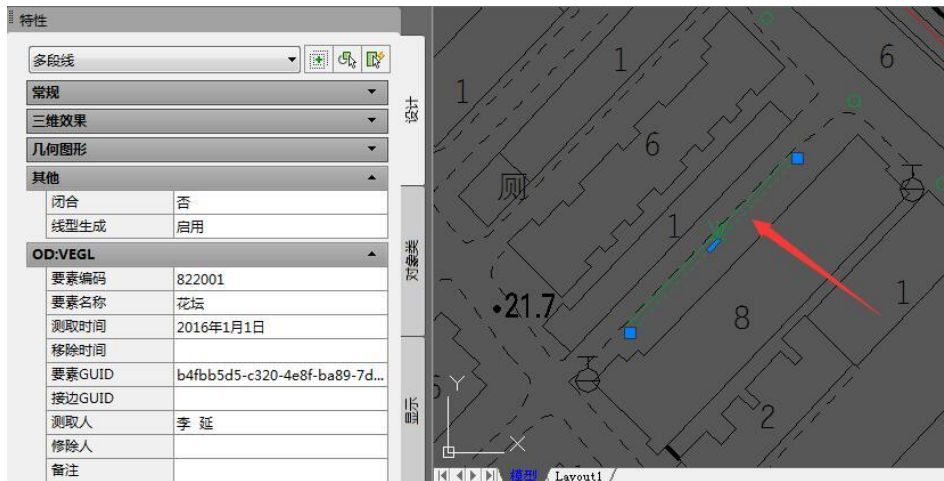 特性
多段线
常规
三维效果
几何图形
其他
闭合 否
线型生成 启用
OD:VEGL
要素编码 822001
要素名称 花坛
测取时间 2016年1月1日
移除时间
要素GUID b4fbb5d5-c320-4e8f-ba89-7d...
接边GUID
测取人 李 延
修除人
备注
设计
对象类
显示
1
1
6
6
厕
1
21.7
8
1
6
2
Y
X
模型
Layout1